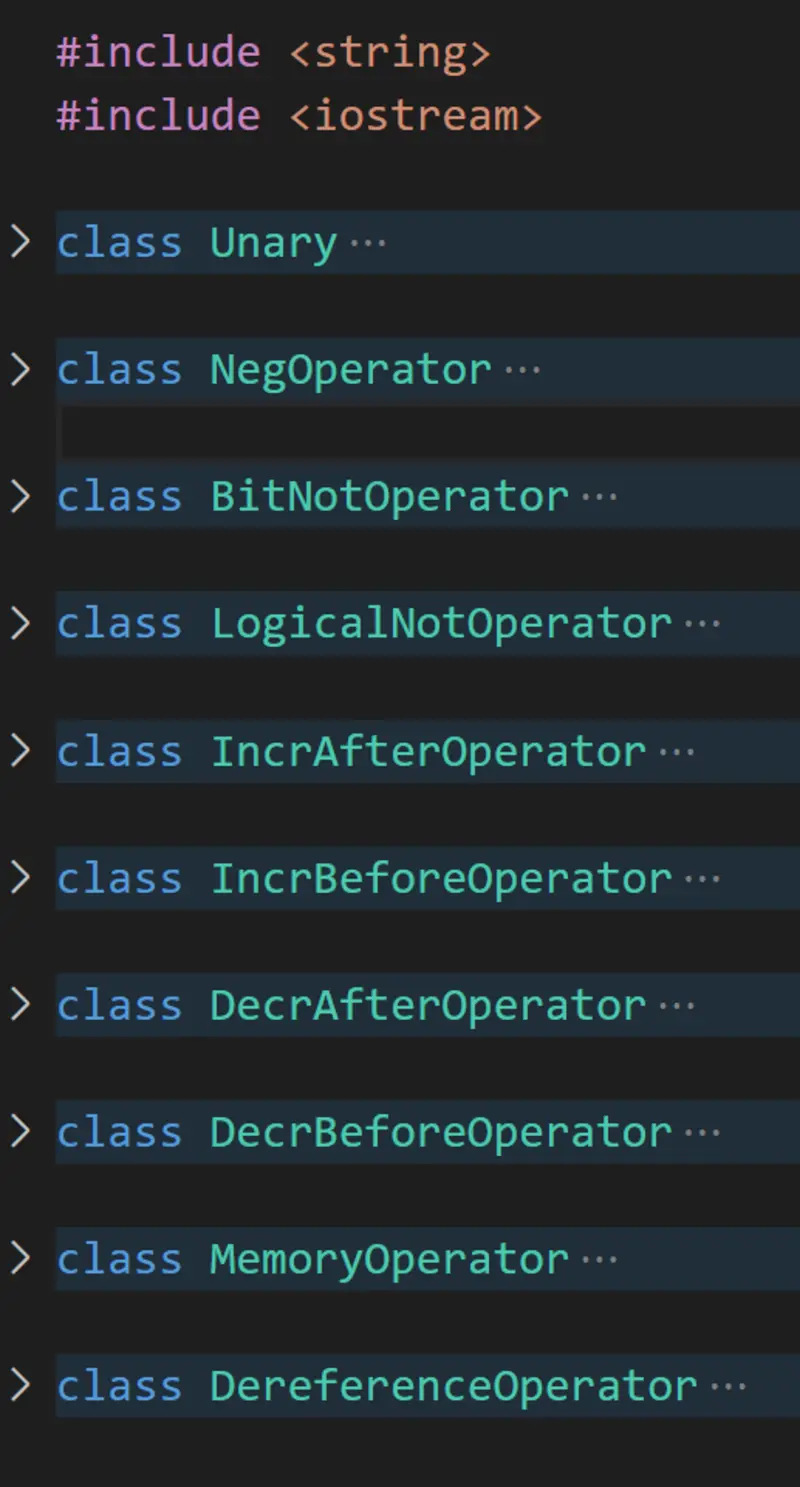 #include <string>
#include <iostream>
class Unary ···
class NegOperator ···
class BitNotOperator ···
class LogicalNotOperator ···
class IncrAfterOperator ···
class IncrBeforeOperator ···
class DecrAfterOperator ···
class DecrBeforeOperator ···
class MemoryOperator ···
class DereferenceOperator ···